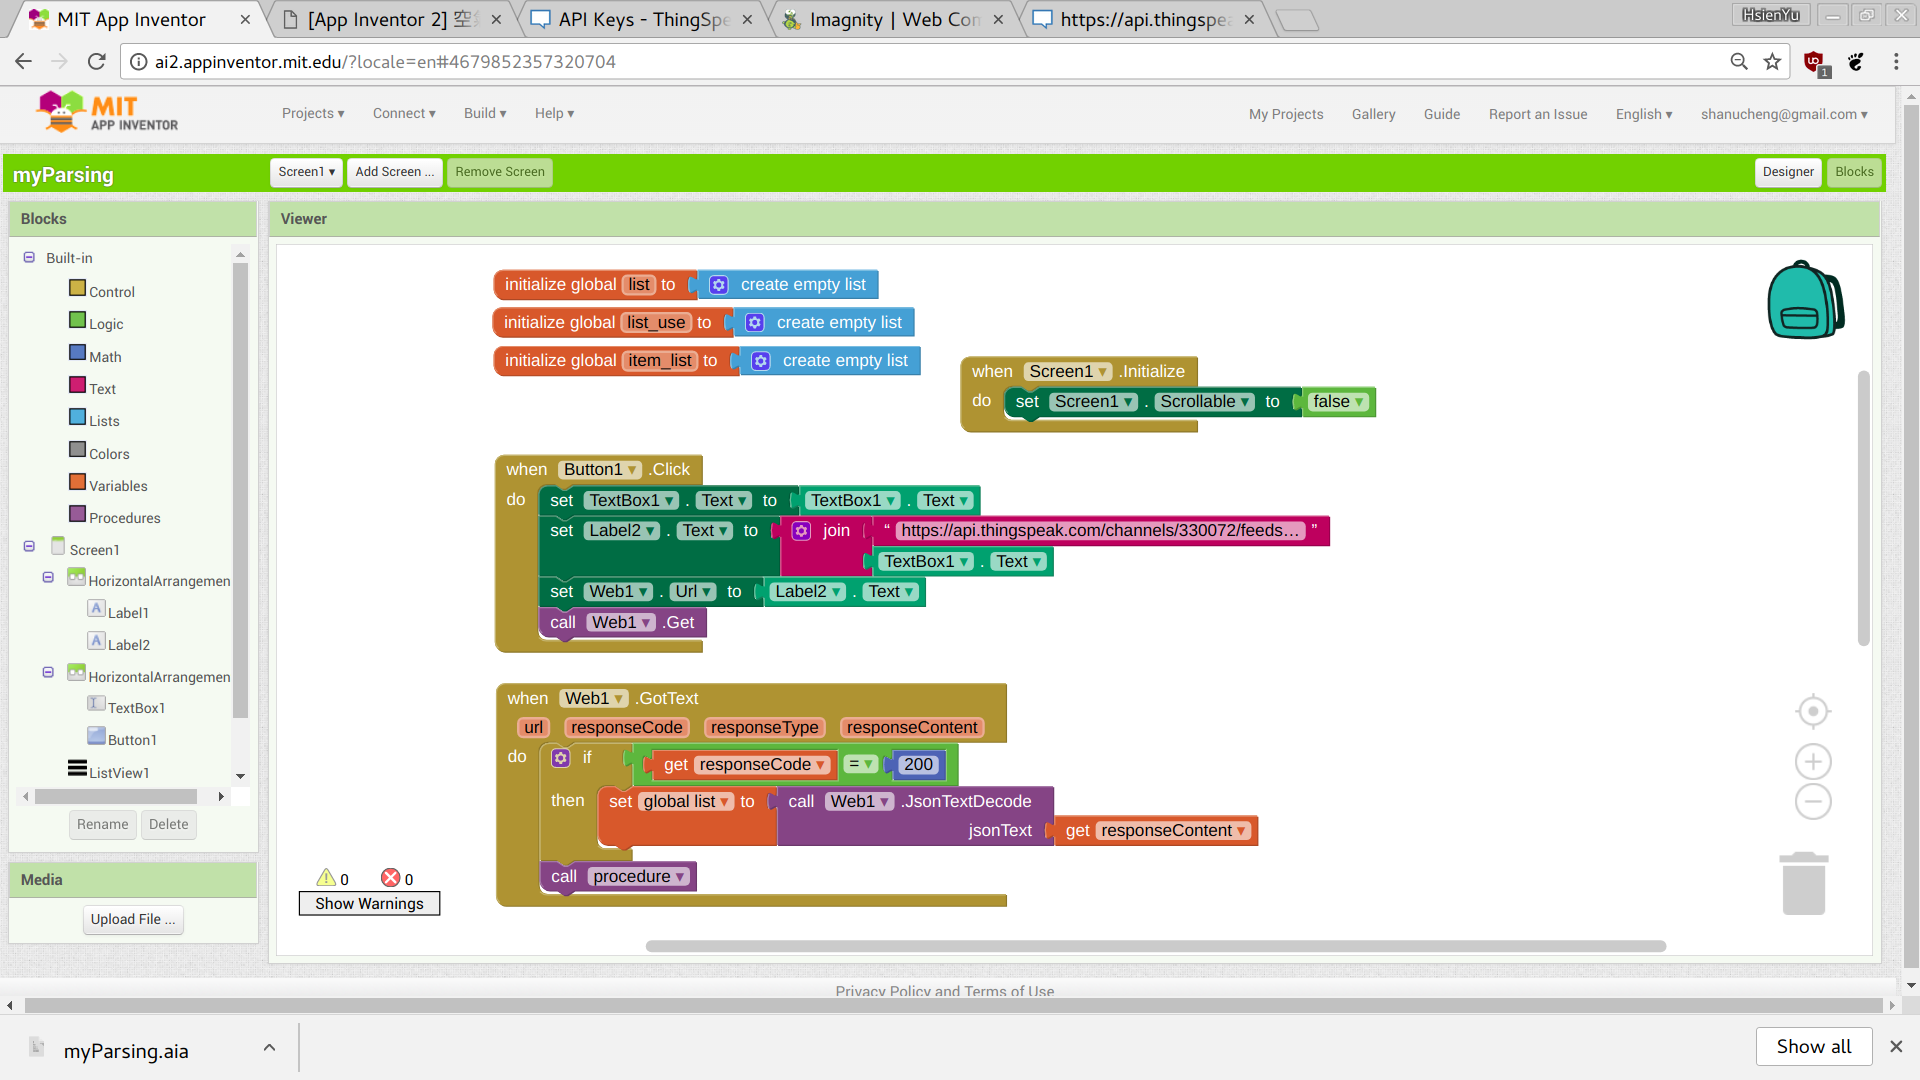 MIT App Inventor
[App Inventor 2] 空
API Keys - ThingSpe
Imagnity | Web Com
https://api.thingspea
HsienYu
ai2.appinventor.mit.edu/?locale=en#4679852357320704
1
MIT
APP INVENTOR
Projects ▾
Connect ▾
Build ▾
Help ▾
My Projects
Gallery
Guide
Report an Issue
English ▾
shanucheng@gmail.com ▾
myParsing
Screen1 ▾
Add Screen ...
Remove Screen
Designer
Blocks
Blocks
Built-in
Control
Logic
Math
Text
Lists
Colors
Variables
Procedures
Screen1
HorizontalArrangemen
Label1
Label2
HorizontalArrangemen
TextBox1
Button1
ListView1
Rename
Delete
Media
Upload File ...
Viewer
initialize global list to create empty list
initialize global list_use to create empty list
initialize global item_list to create empty list
when Screen1 ▾ .Initialize
do set Screen1 ▾ . Scrollable ▾ to false ▾
when Button1 ▾ .Click
do set TextBox1 ▾ . Text ▾ to TextBox1 ▾ . Text ▾
set Label2 ▾ . Text ▾ to join “ https://api.thingspeak.com/channels/330072/feeds... ”
TextBox1 ▾ . Text ▾
set Web1 ▾ . Url ▾ to Label2 ▾ . Text ▾
call Web1 ▾ .Get
when Web1 ▾ .GotText
url responseCode responseType responseContent
do if get responseCode ▾ = ▾ 200
then set global list ▾ to call Web1 ▾ .JsonTextDecode
jsonText get responseContent ▾
call procedure ▾
0 0
Show Warnings
Privacy Policy and Terms of Use
myParsing.aia
Show all